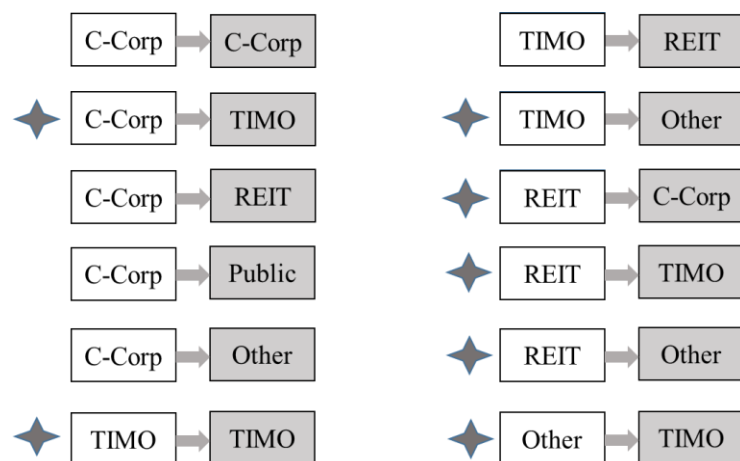 C-Corp C-Corp
C-Corp TIMO
C-Corp REIT
C-Corp Public
C-Corp Other
TIMO TIMO
TIMO REIT
TIMO Other
REIT C-Corp
REIT TIMO
REIT Other
Other TIMO